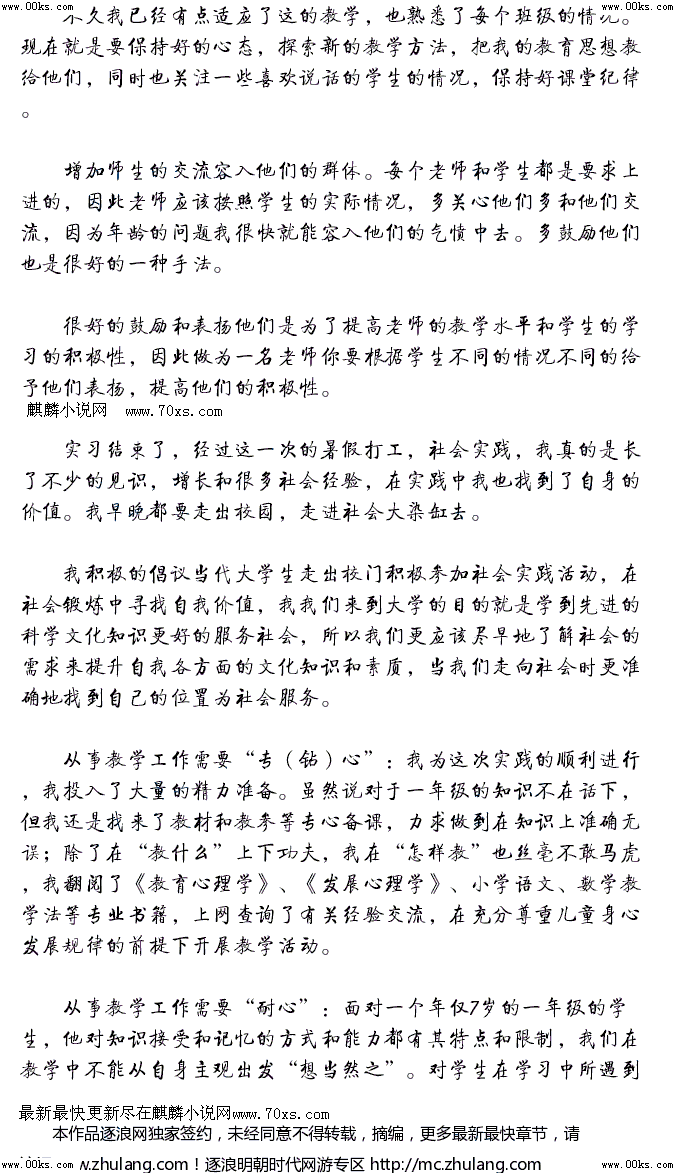 www.00ks.com www.00ks.com
不久我已经有点适应了这的教学，也熟悉了每个班级的情况。
现在就是要保持好的心态，探索新的教学方法，把我的教育思想教
给他们，同时也关注一些喜欢说话的学生的情况，保持好课堂纪律
。
增加师生的交流容入他们的群体。每个老师和学生都是要求上
进的，因此老师应该按照学生的实际情况，多关心他们多和他们交
流，因为年龄的问题我很快就能容入他们的气愤中去。多鼓励他们
也是很好的一种手法。
很好的鼓励和表扬他们是为了提高老师的教学水平和学生的学
习的积极性，因此做为一名老师你要根据学生不同的情况不同的给
予他们表扬，提高他们的积极性。
麒麟小说网 www.70xs.com
实习结束了，经过这一次的暑假打工，社会实践，我真的是长
了不少的见识，增长和很多社会经验，在实践中我也找到了自身的
价值。我早晚都要走出校园，走进社会大染缸去。
我积极的倡议当代大学生走出校门积极参加社会实践活动，在
社会锻炼中寻找自我价值，我我们来到大学的目的就是学到先进的
科学文化知识更好的服务社会，所以我们更应该尽早地了解社会的
需求来提升自我各方面的文化知识和素质，当我们走向社会时更准
确地找到自己的位置为社会服务。
从事教学工作需要“专（钻）心”：我为这次实践的顺利进行
，我投入了大量的精力准备。虽然说对于一年级的知识不在话下，
但我还是找来了教材和教参等专心备课，力求做到在知识上准确无
误；除了在“教什么”上下功夫，我在“怎样教”也丝毫不敢马虎
，我翻阅了《教育心理学》、《发展心理学》、小学语文、数学教
学法等专业书籍，上网查询了有关经验交流，在充分尊重儿童身心
发展规律的前提下开展教学活动。
从事教学工作需要“耐心”：面对一个年仅7岁的一年级的学
生，他对知识接受和记忆的方式和能力都有其特点和限制，我们在
教学中不能从自身主观出发“想当然之”。对学生在学习中所遇到
最新最快更新尽在麒麟小说网www.70xs.com
本作品逐浪网独家签约，未经同意不得转载，摘编，更多最新最快章节，请
www.00ks.com v.zhulang.com！逐浪明朝时代网游专区 http://mc.zhulang.com www.00ks.com